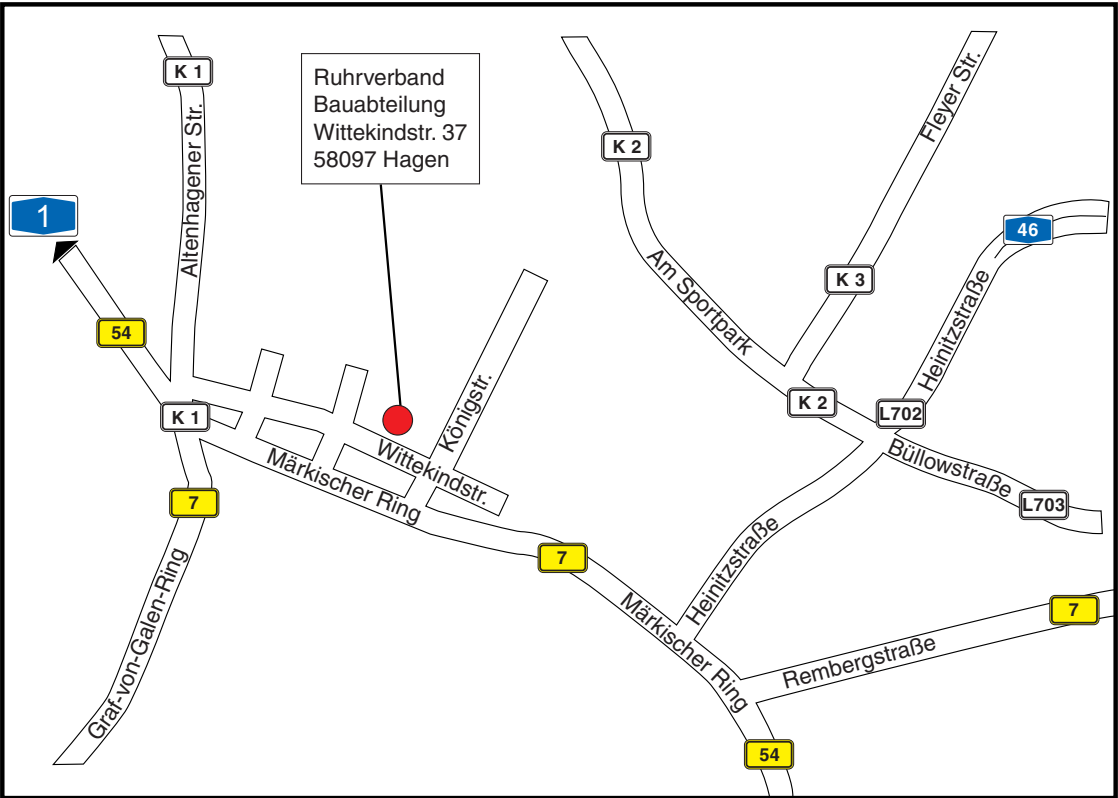 K 1
Altenhagener Str.
Ruhrverband
Bauabteilung
Wittekindstr. 37
58097 Hagen
K 2
Fleyer Str.
1
46
K 3
Am Sportpark
Heinitzstraße
54
K 1
K 2
L702
Königstr.
Wittekindstr.
Märkischer Ring
Büllowstraße
L703
7
7
Heinitzstraße
Graf-von-Galen-Ring
Märkischer Ring
7
Rembergstraße
54